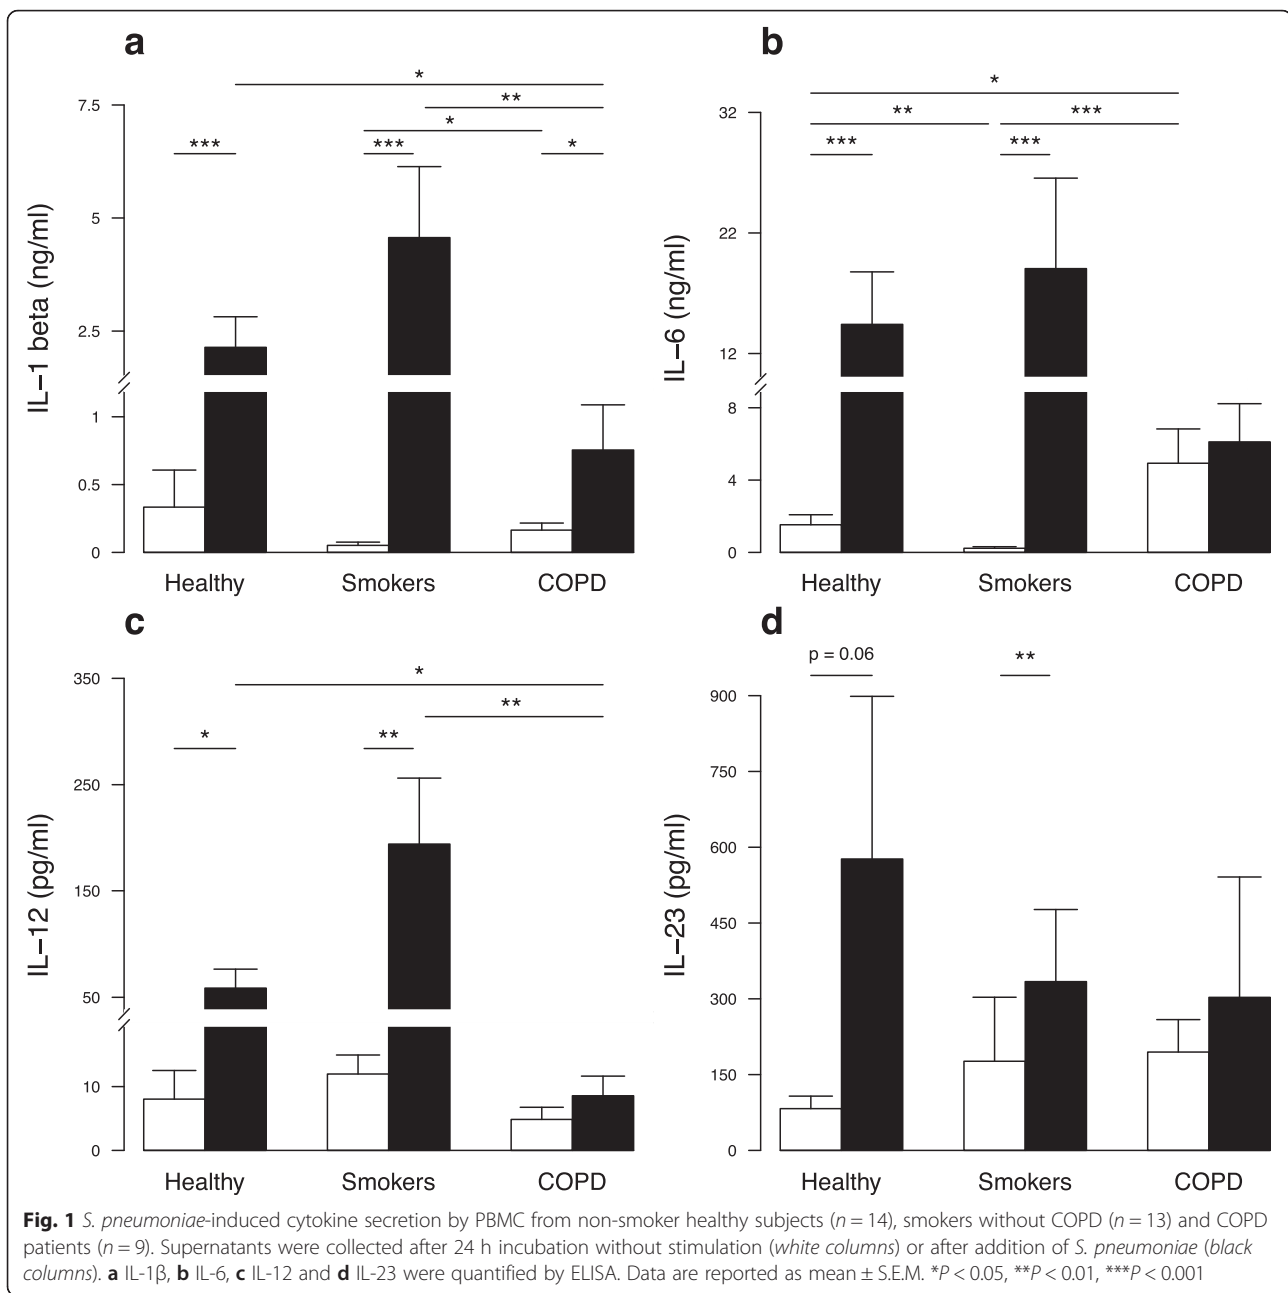 a
* 
**
*
*** *** *
7.5
5
2.5
1
0.5
0
IL–1 beta (ng/ml)
Healthy Smokers COPD
b
*
** ***
*** ***
32
22
12
8
4
0
IL–6 (ng/ml)
Healthy Smokers COPD
c
*
**
* **
350
250
150
50
10
0
IL–12 (pg/ml)
Healthy Smokers COPD
d
p = 0.06 **
900
750
600
450
300
150
0
IL–23 (pg/ml)
Healthy Smokers COPD
Fig. 1 S. pneumoniae-induced cytokine secretion by PBMC from non-smoker healthy subjects (n = 14), smokers without COPD (n = 13) and COPD
patients (n = 9). Supernatants were collected after 24 h incubation without stimulation (white columns) or after addition of S. pneumoniae (black
columns). a IL-1β, b IL-6, c IL-12 and d IL-23 were quantified by ELISA. Data are reported as mean ± S.E.M. *P < 0.05, **P < 0.01, ***P < 0.001